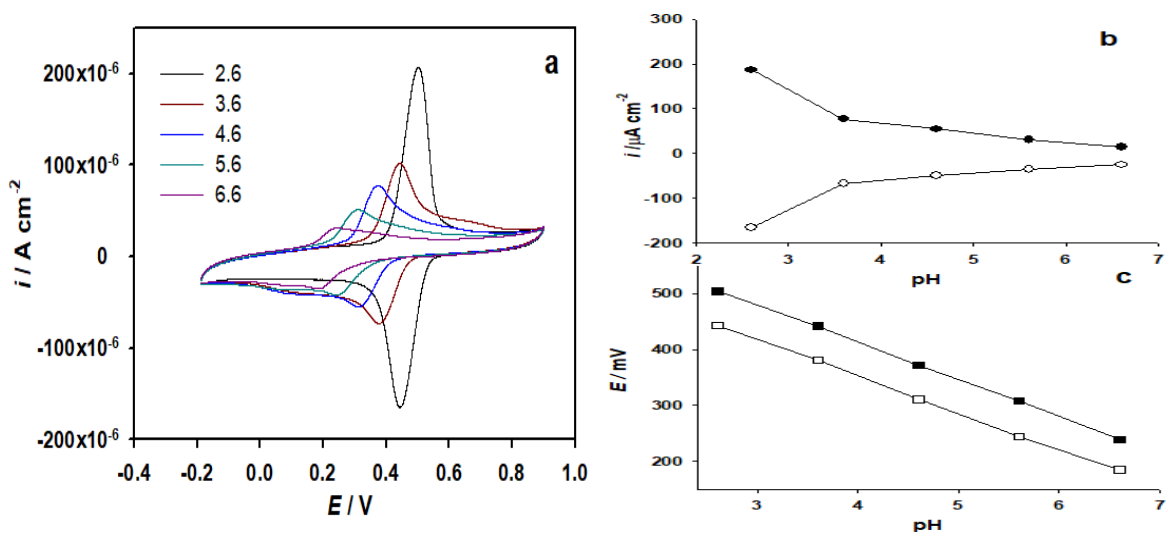 a
200x10-6
100x10-6
0
-100x10-6
-200x10-6
i / A cm-2
2.6
3.6
4.6
5.6
6.6
-0.4 -0.2 0.0 0.2 0.4 0.6 0.8 1.0
E / V
b
300
200
100
0
-100
-200
i /µA cm-2
2 3 4 5 6 7
pH
c
500
400
300
200
E / mV
3 4 5 6 7
pH